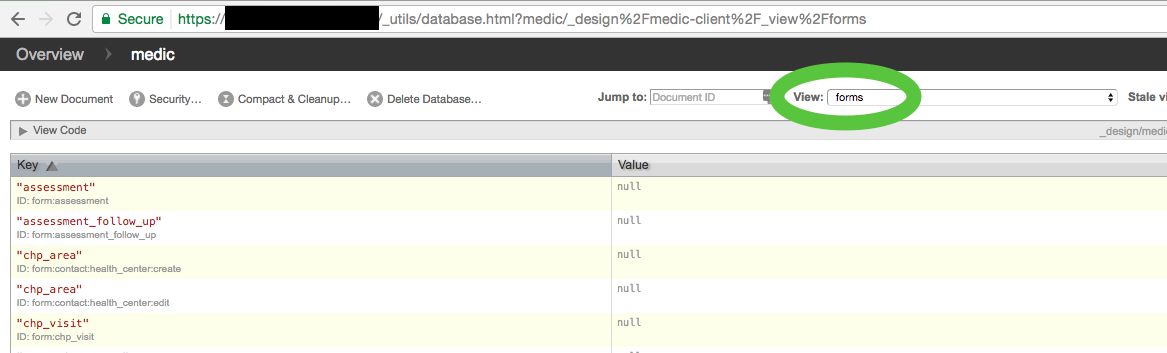 Secure https:// /_utils/database.html?medic/_design%2Fmedic-client%2F_view%2Fforms
Overview medic
New Document Security... Compact & Cleanup... Delete Database... Jump to: Document ID View: forms Stale vi
View Code _design/medi
Key Value
"assessment" null
ID: form:assessment
"assessment_follow_up" null
ID: form:assessment_follow_up
"chp_area" null
ID: form:contact:health_center:create
"chp_area" null
ID: form:contact:health_center:edit
"chp_visit" null
ID: form:chp_visit